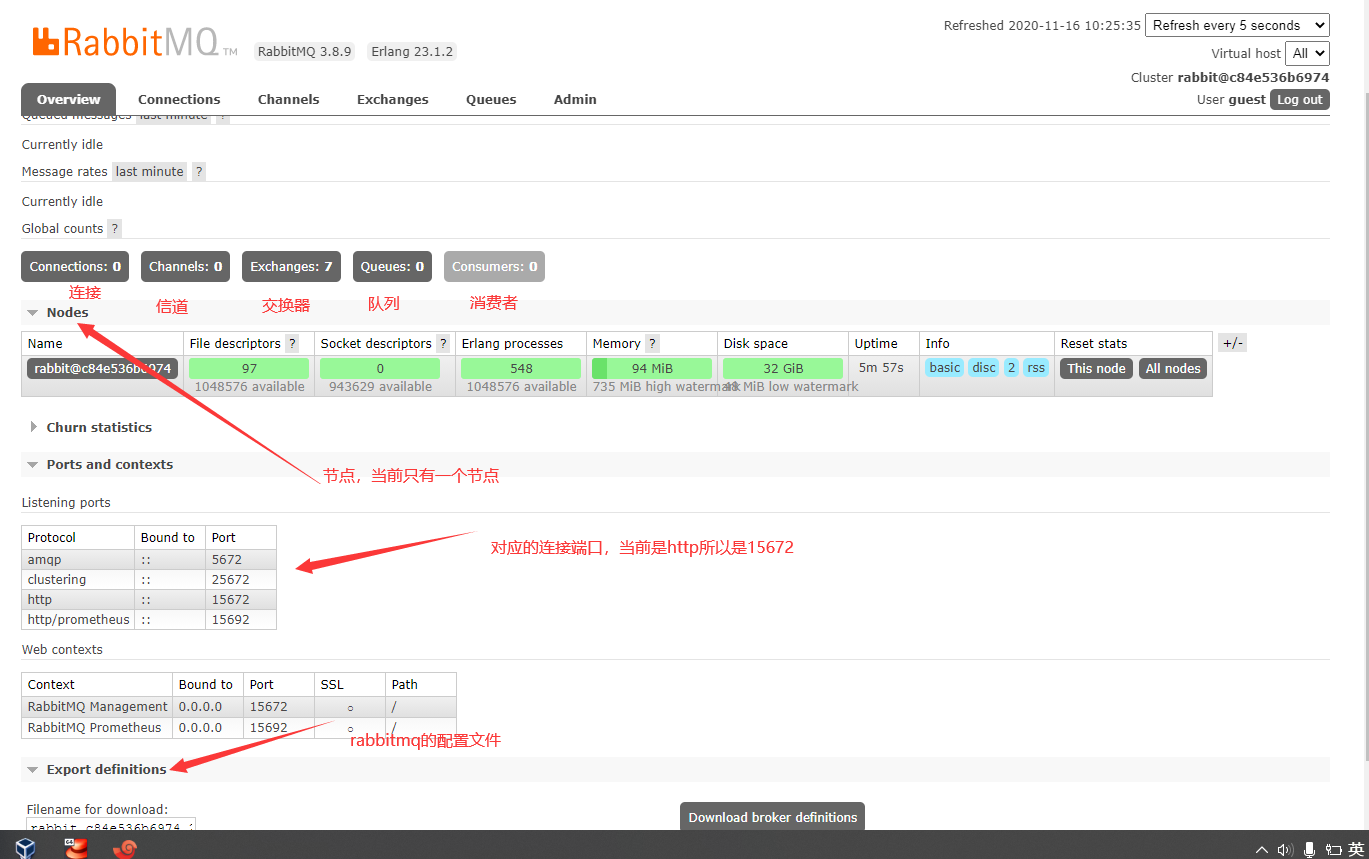 Refreshed 2020-11-16 10:25:35 Refresh every 5 seconds
RabbitMQ TM RabbitMQ 3.8.9 Erlang 23.1.2
Virtual host All
Cluster rabbit@c84e536b6974
User guest Log out
Overview Connections Channels Exchanges Queues Admin
Queued messages last minute ?
Currently idle
Message rates last minute ?
Currently idle
Global counts ?
Connections: 0 Channels: 0 Exchanges: 7 Queues: 0 Consumers: 0
连接 信道 交换器 队列 消费者
Nodes
Name File descriptors ? Socket descriptors ? Erlang processes Memory ? Disk space Uptime Info Reset stats +/-
rabbit@c84e536b6974 97 0 548 94 MiB 32 GiB 5m 57s basic disc 2 rss This node All nodes
1048576 available 943629 available 1048576 available 735 MiB high watermark 48 MiB low watermark
Churn statistics
Ports and contexts
节点，当前只有一个节点
Listening ports
Protocol Bound to Port
对应的连接端口，当前是http所以是15672
amqp :: 5672
clustering :: 25672
http :: 15672
http/prometheus :: 15692
Web contexts
Context Bound to Port SSL Path
RabbitMQ Management 0.0.0.0 15672 ○ /
RabbitMQ Prometheus 0.0.0.0 15692 ○ /
rabbitmq的配置文件
Export definitions
Filename for download:
Download broker definitions
英